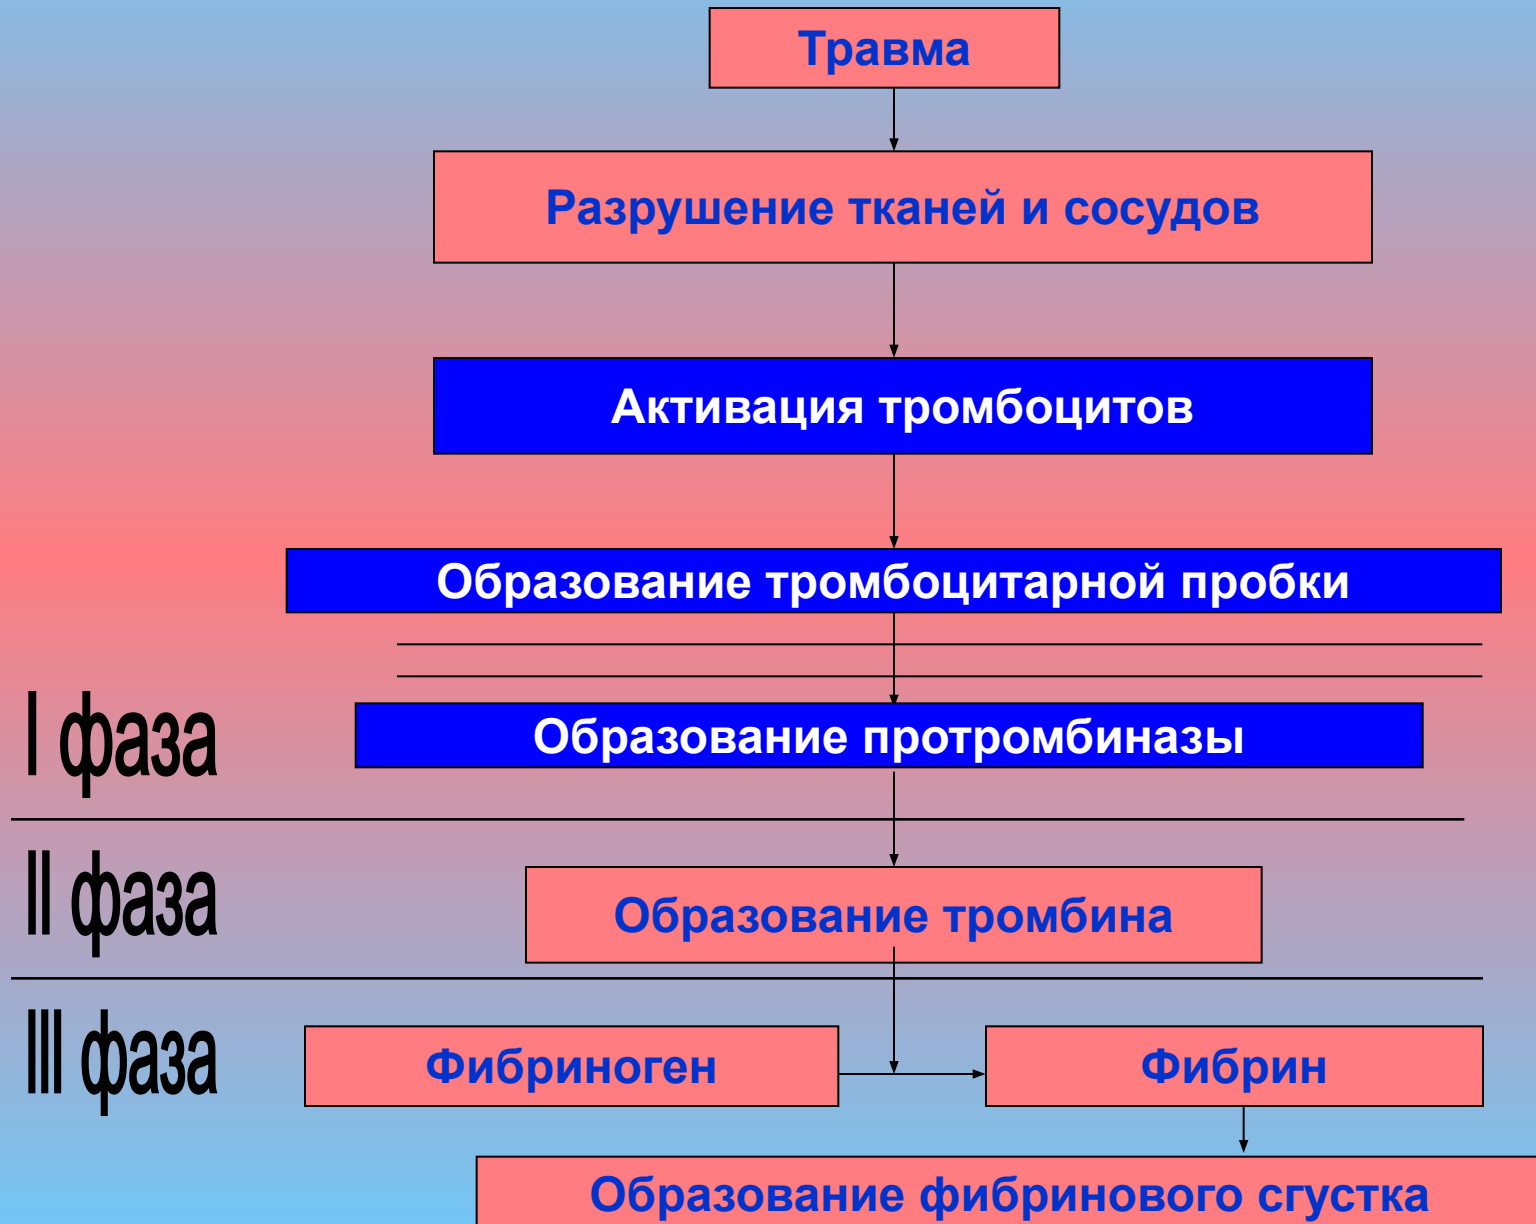 Травма
Разрушение тканей и сосудов
Активация тромбоцитов
Образование тромбоцитарной пробки
I фаза
Образование протромбиназы
II фаза
Образование тромбина
III фаза
Фибриноген
Фибрин
Образование фибринового сгустка